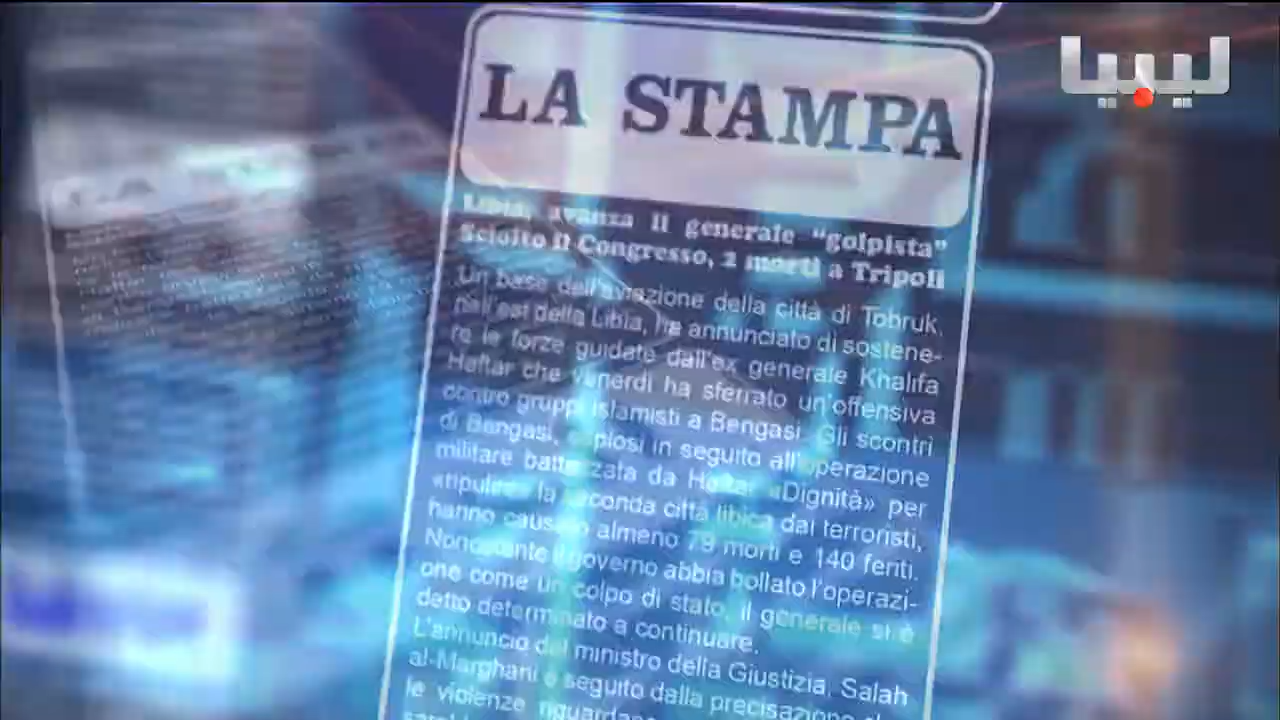 ليبيا
LA STAMPA
Libia, avanza il generale “golpista”
Sciolto il Congresso, 2 morti a Tripoli
Un base dell'aviazione della città di Tobruk,
nell'est della Libia, ha annunciato di sostene-
re le forze guidate dall'ex generale Khalifa
Haftar che venerdì ha sferrato un'offensiva
contro gruppi islamisti a Bengasi. Gli scontri
di Bengasi, esplosi in seguito all'operazione
militare battezzata da Haftar «Dignità» per
«ripulire» la seconda città libica dai terroristi,
hanno causato almeno 79 morti e 140 feriti.
Nonostante il governo abbia bollato l'operazi-
one come un colpo di stato, il generale si è
detto determinato a continuare.
L'annuncio del ministro della Giustizia, Salah
al-Marghani è seguito dalla precisazione
le violenze riguardano